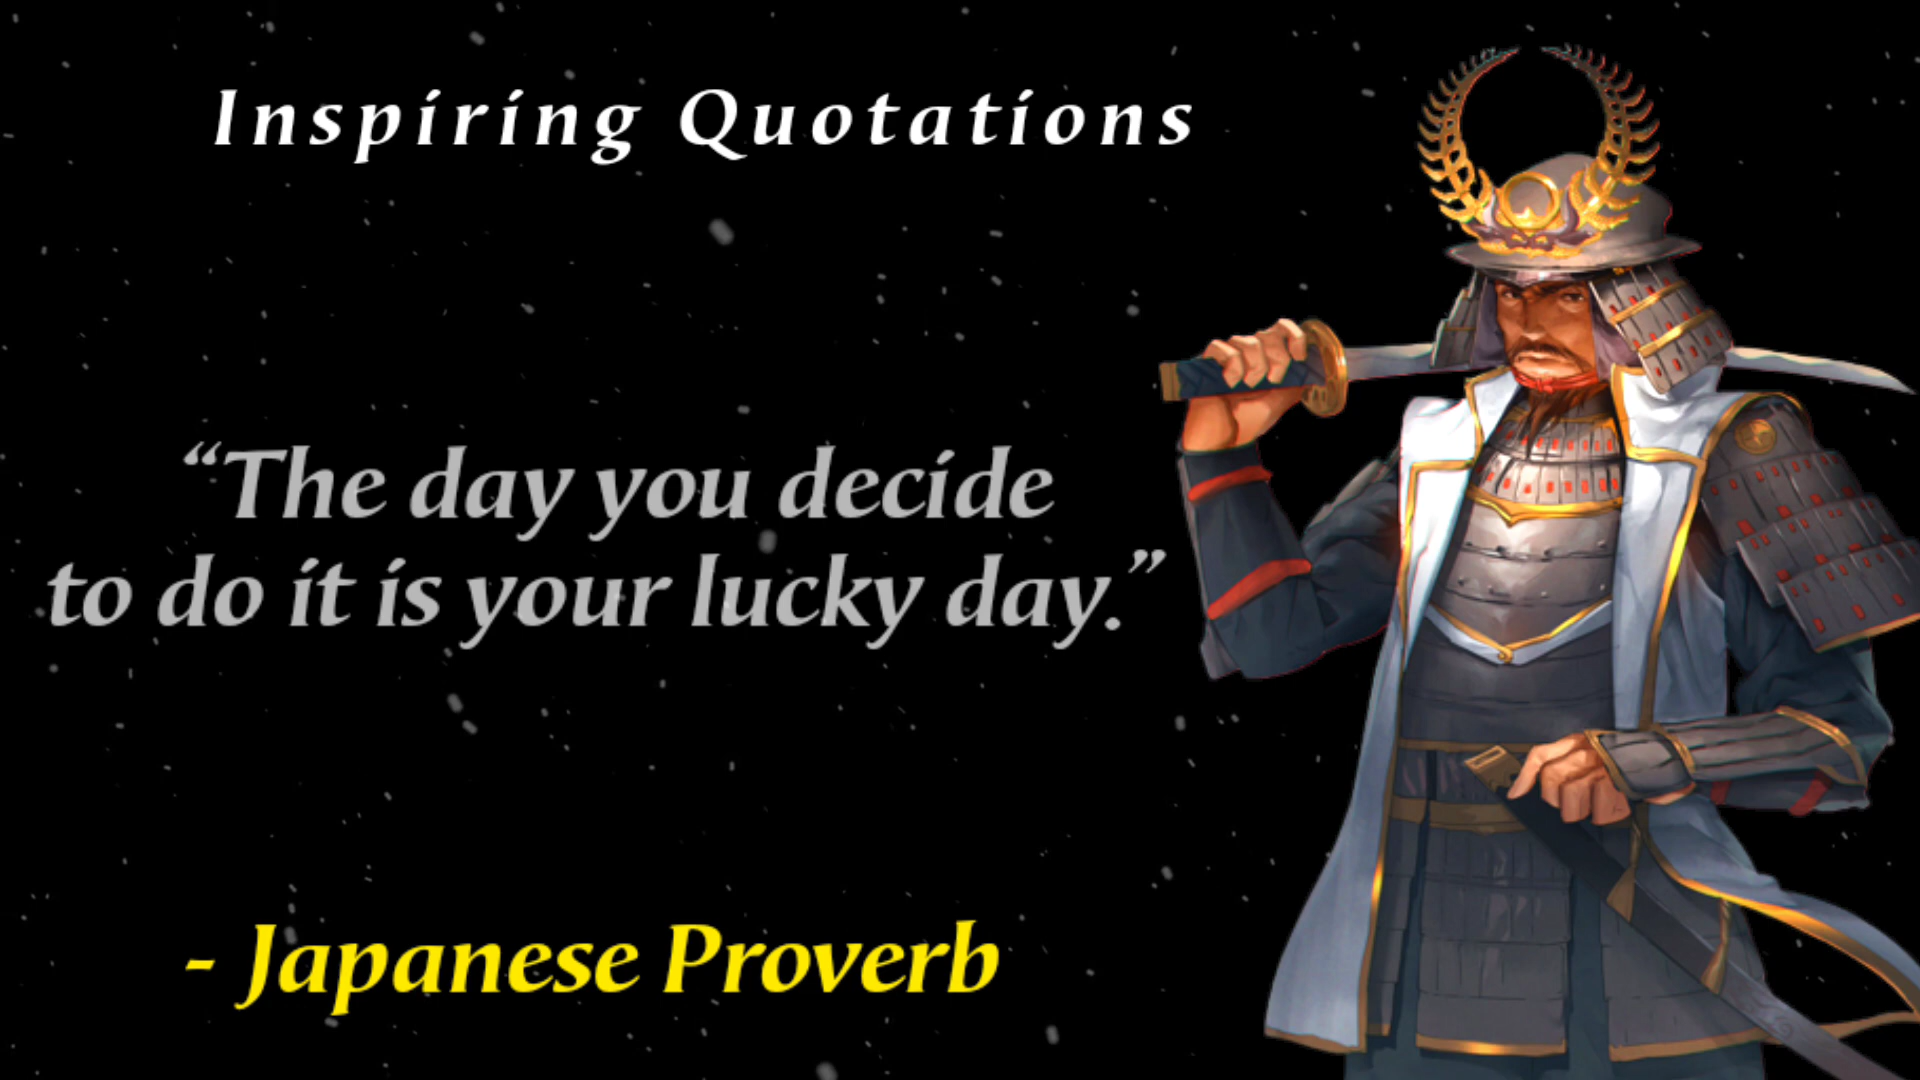 Inspiring Quotations
“The day you decide
to do it is your lucky day.”
- Japanese Proverb